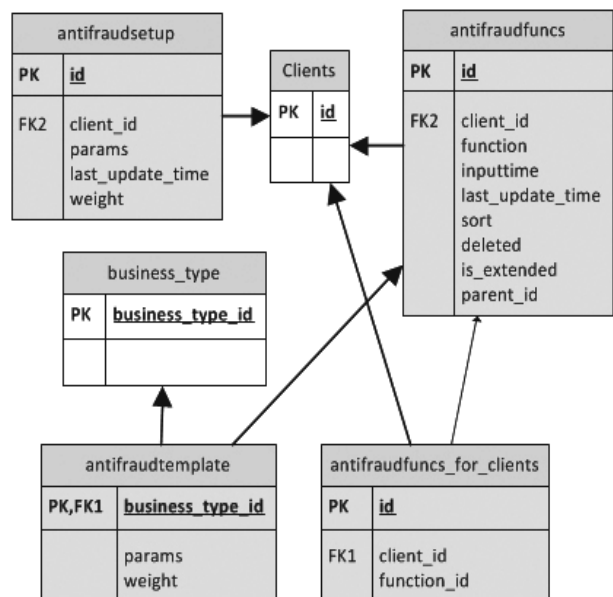 antifraudsetup
PK id
FK2 client_id
params
last_update_time
weight
Clients
PK id
antifraudfuncs
PK id
FK2 client_id
function
inputtime
last_update_time
sort
deleted
is_extended
parent_id
business_type
PK business_type_id
antifraudtemplate
PK,FK1 business_type_id
params
weight
antifraudfuncs_for_clients
PK id
FK1 client_id
function_id